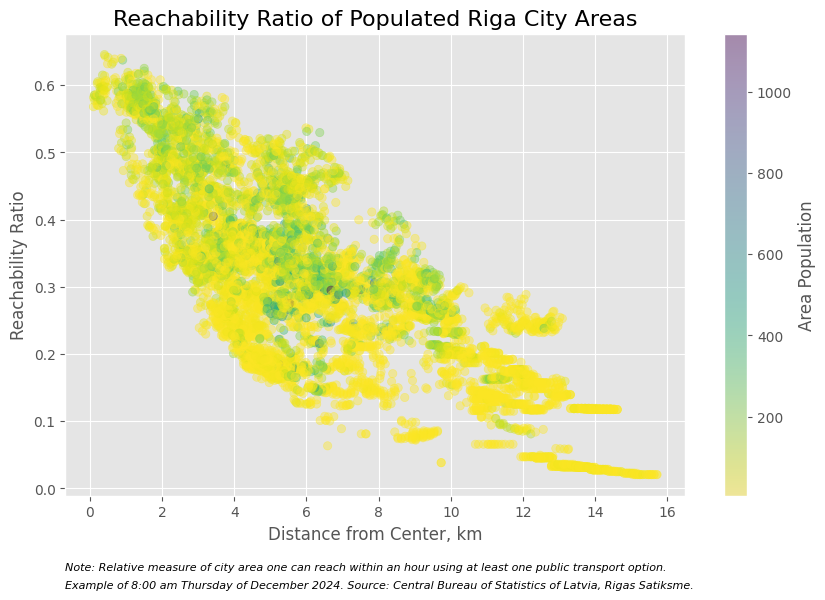 Reachability Ratio of Populated Riga City Areas
Reachability Ratio
0.6
0.5
0.4
0.3
0.2
0.1
0.0
0 2 4 6 8 10 12 14 16
Distance from Center, km
1000
800
600
400
200
Area Population
Note: Relative measure of city area one can reach within an hour using at least one public transport option.
Example of 8:00 am Thursday of December 2024. Source: Central Bureau of Statistics of Latvia, Rigas Satiksme.